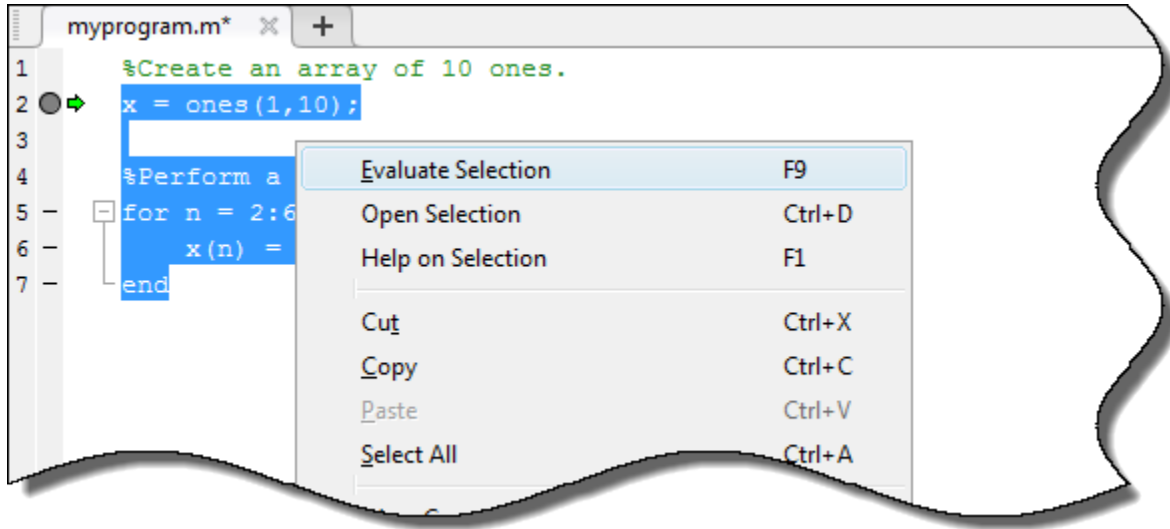 myprogram.m*
1 %Create an array of 10 ones.
2 x = ones(1,10);
3
4 %Perform a
5 for n = 2:6
6 x(n) =
7 end
Evaluate Selection F9
Open Selection Ctrl+D
Help on Selection F1
Cut Ctrl+X
Copy Ctrl+C
Paste Ctrl+V
Select All Ctrl+A